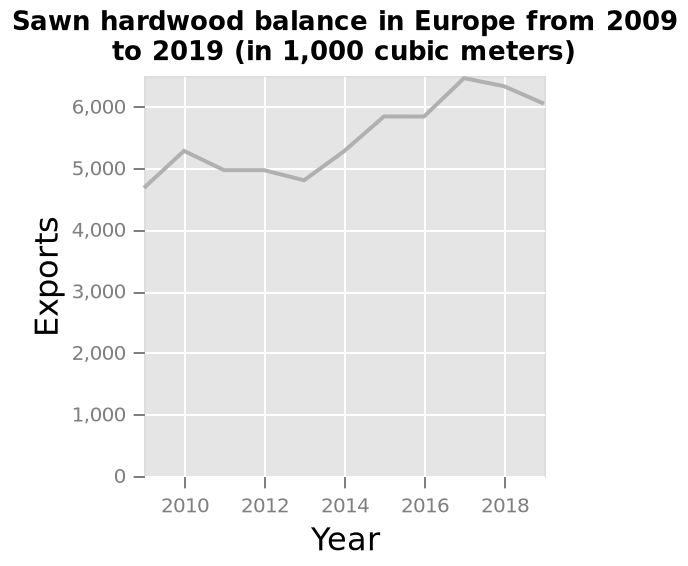 Sawn hardwood balance in Europe from 2009
to 2019 (in 1,000 cubic meters)
Exports
6,000
5,000
4,000
3,000
2,000
1,000
0
2010 2012 2014 2016 2018
Year